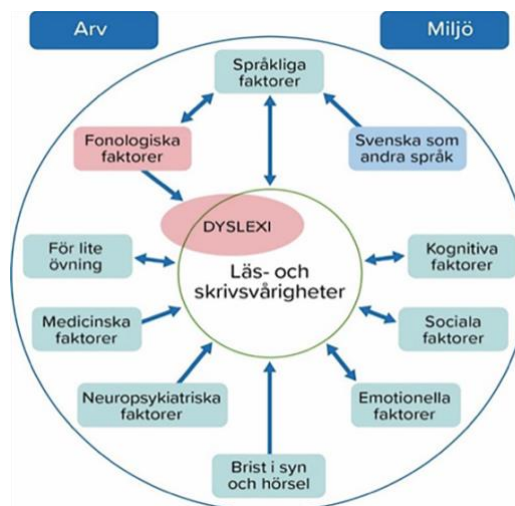 Arv
Miljö
Språkliga
faktorer
Fonologiska
faktorer
Svenska som
andra språk
DYSLEXI
För lite
övning
Läs- och
skrivsvårigheter
Kognitiva
faktorer
Medicinska
faktorer
Sociala
faktorer
Neuropsykiatriska
faktorer
Emotionella
faktorer
Brist i syn
och hörsel